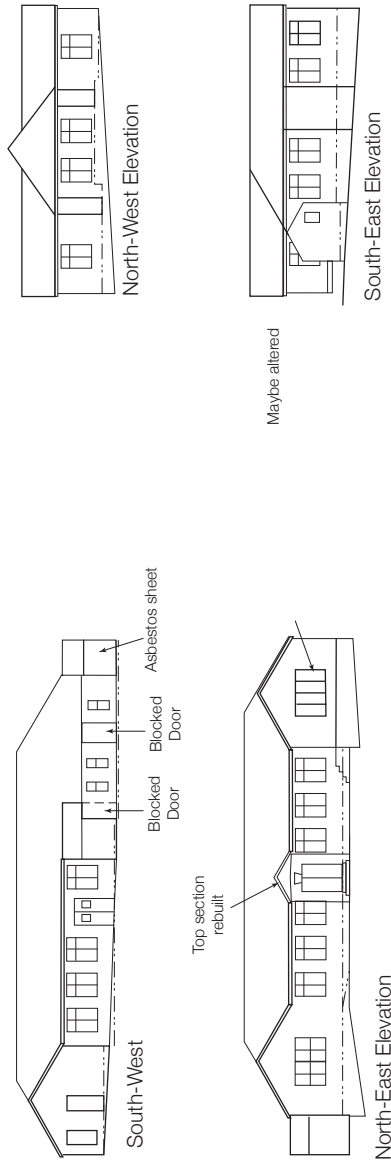 South-West
Blocked
Door
Blocked
Door
Asbestos sheet
North-West Elevation
North-East Elevation
Top section
rebuilt
Maybe altered
South-East Elevation